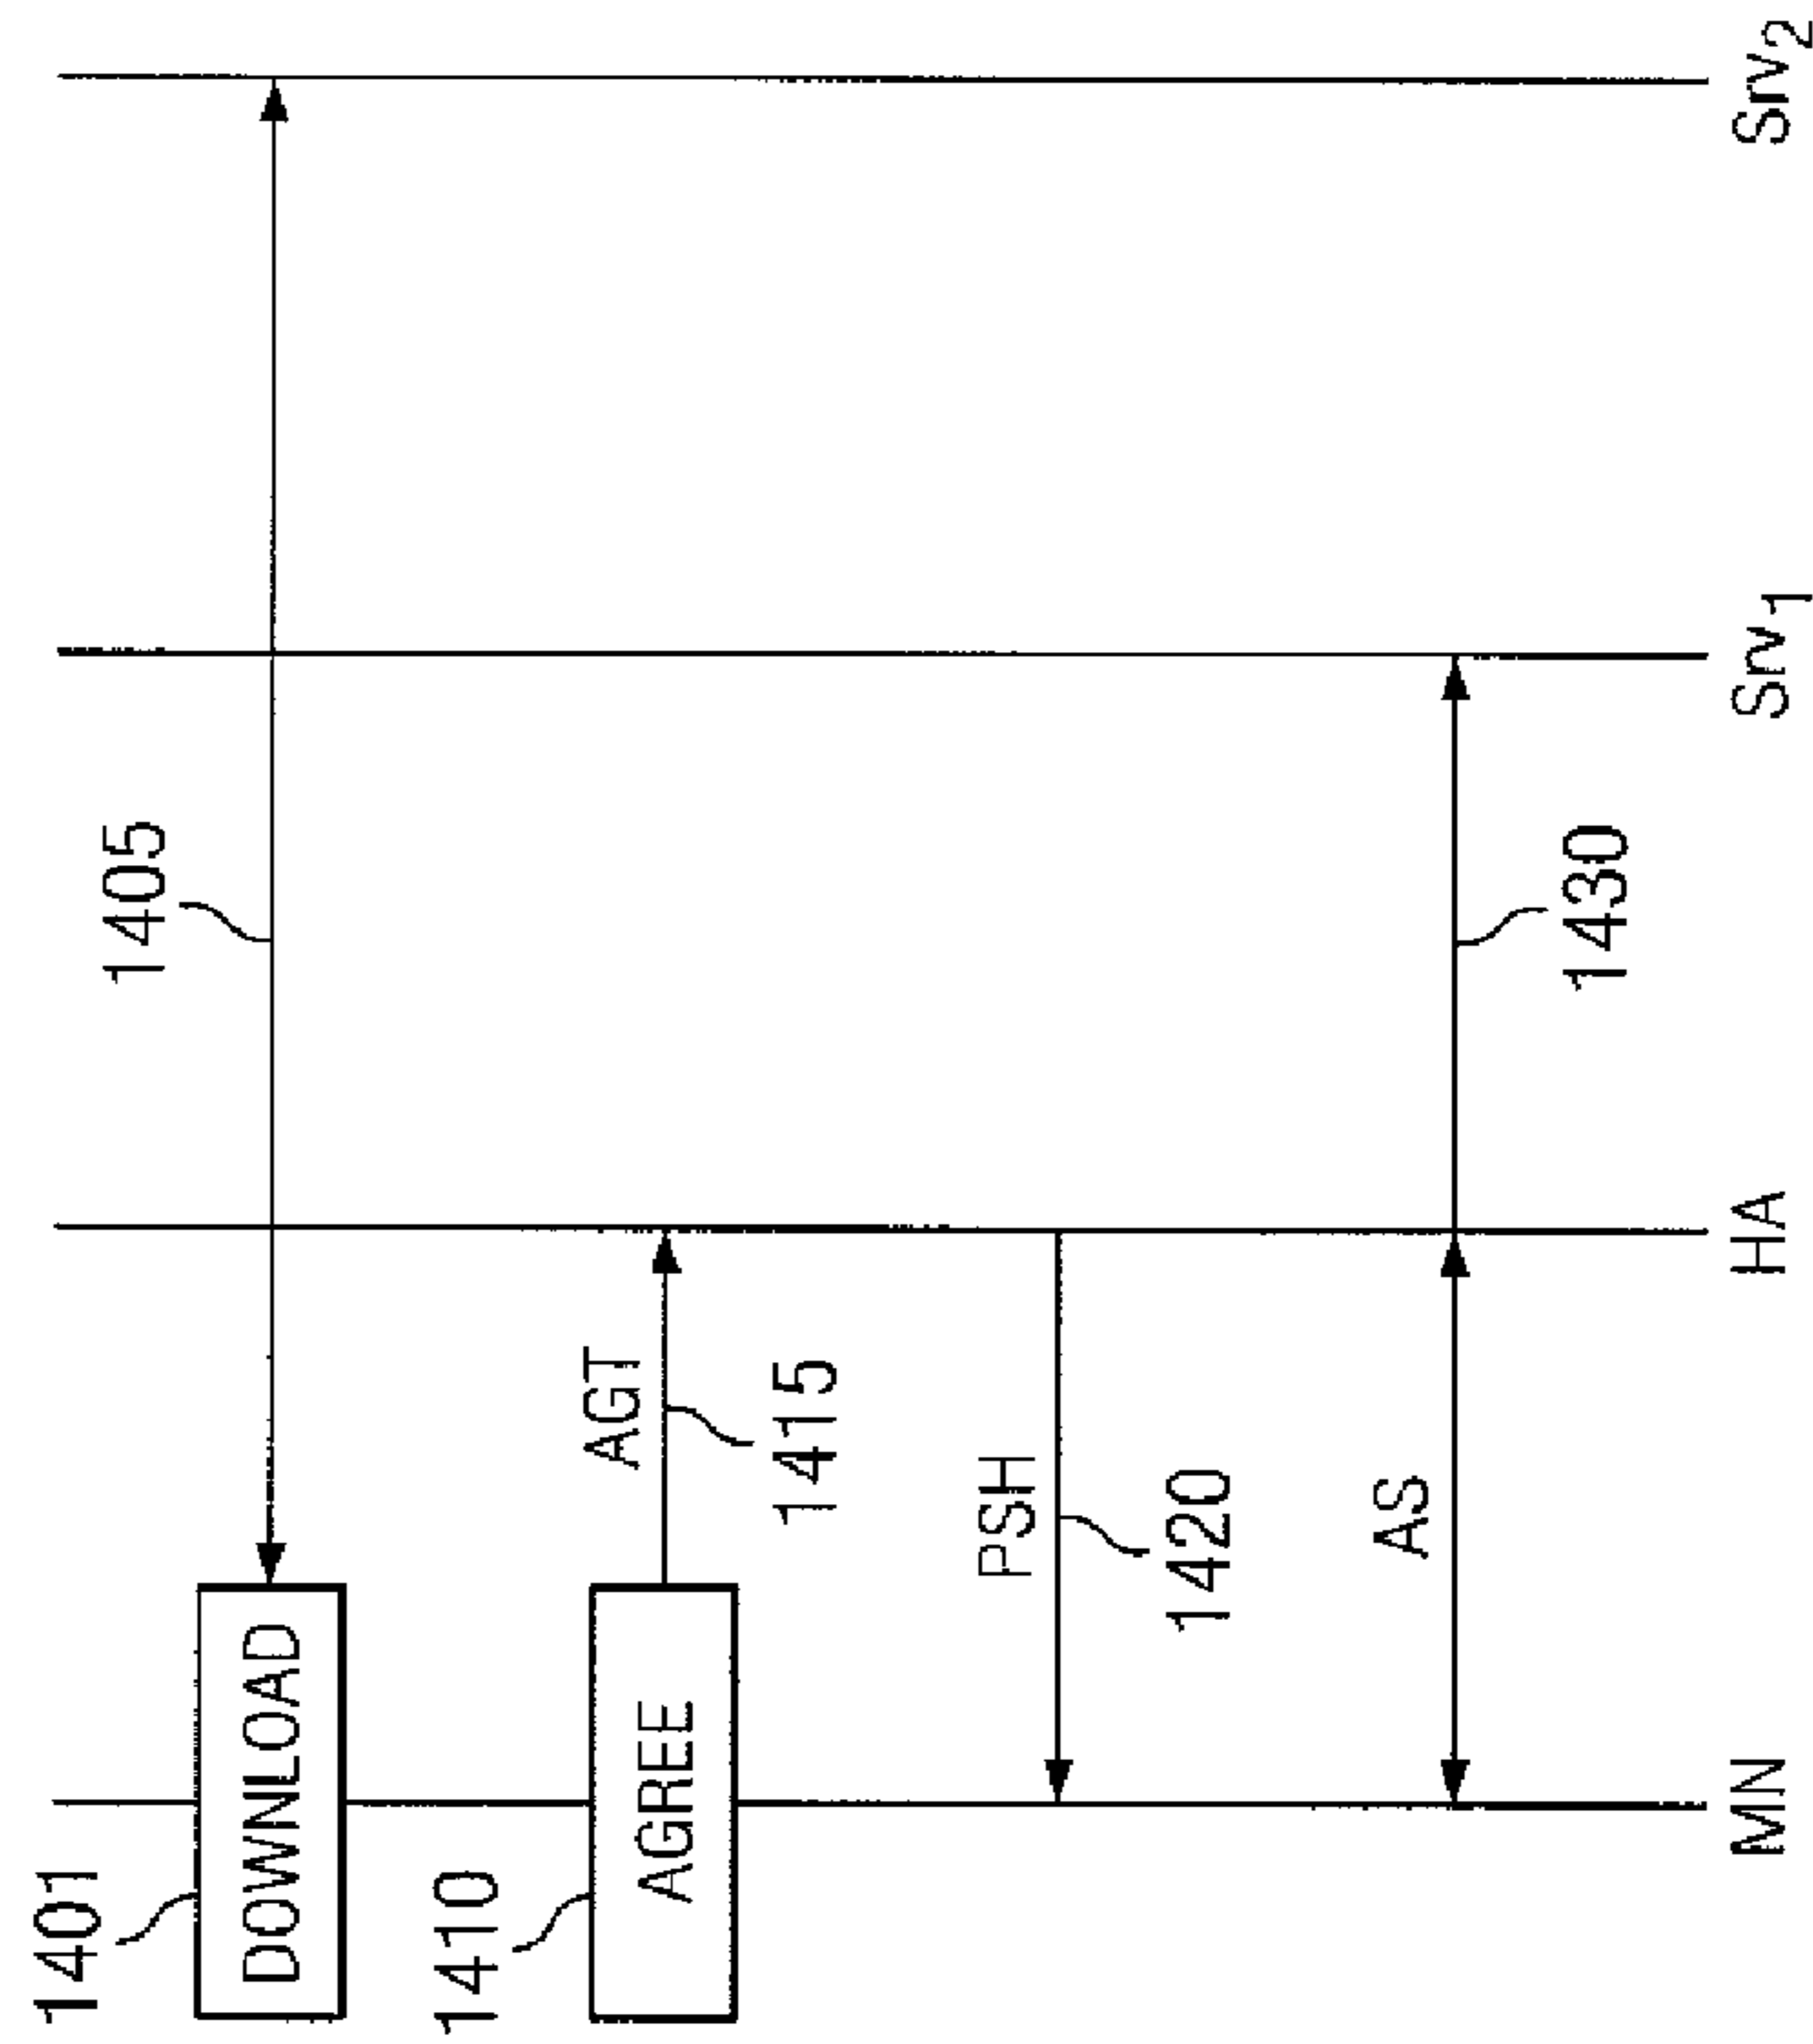 1401
DOWNLOAD
1405
1410
AGREE
AGT
1415
PSH
1420
AS
1430
MN
HA
Srv1
Srv2